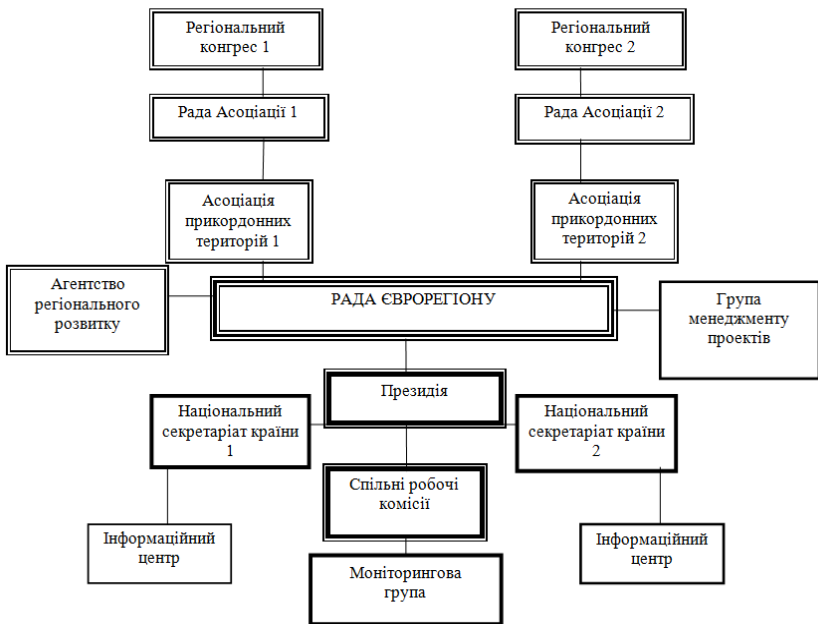 Регіональний
конгрес 1
Регіональний
конгрес 2
Рада Асоціації 1
Рада Асоціації 2
Асоціація
прикордонних
територій 1
Асоціація
прикордонних
територій 2
Агентство
регіонального
розвитку
РАДА ЄВРОРЕГІОНУ
Група
менеджменту
проектів
Президія
Національний
секретаріат країни
1
Національний
секретаріат країни
2
Спільні робочі
комісії
Інформаційний
центр
Інформаційний
центр
Моніторингова
група